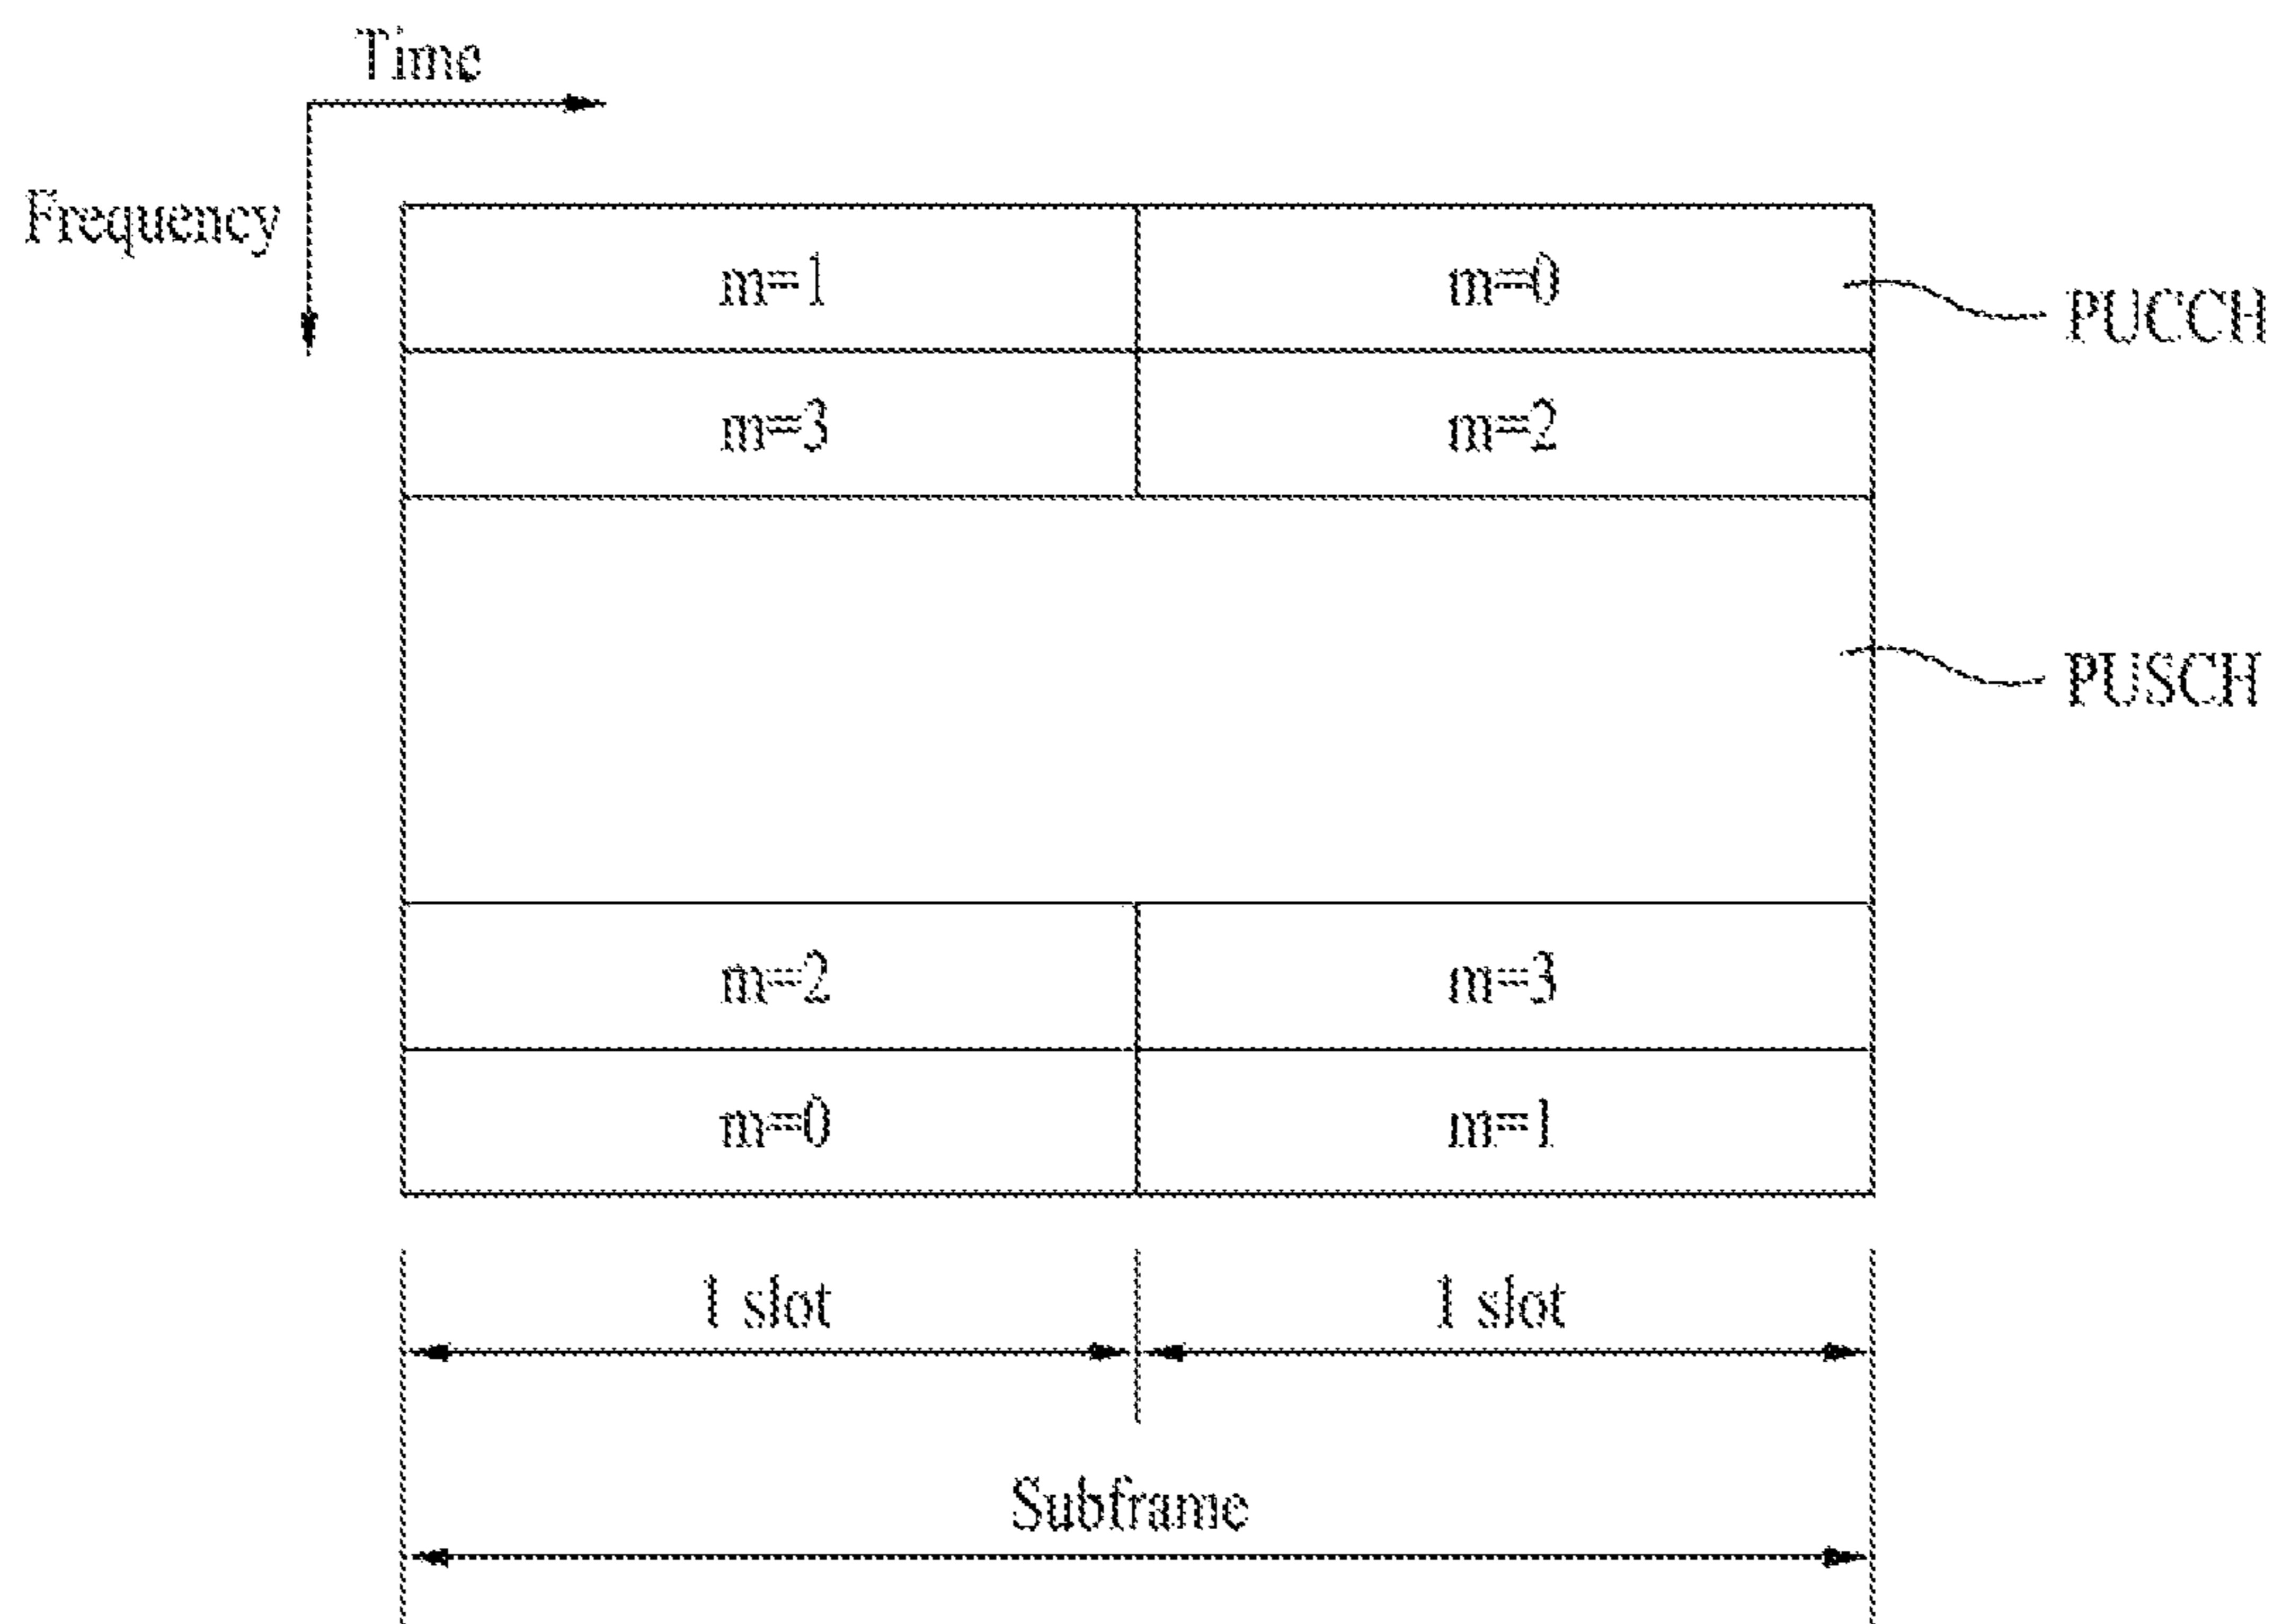 Time
Frequency
m=1 m=0
PUCCH
m=3 m=2
PUSCH
m=2 m=3
m=0 m=1
1 slot 1 slot
Subframe